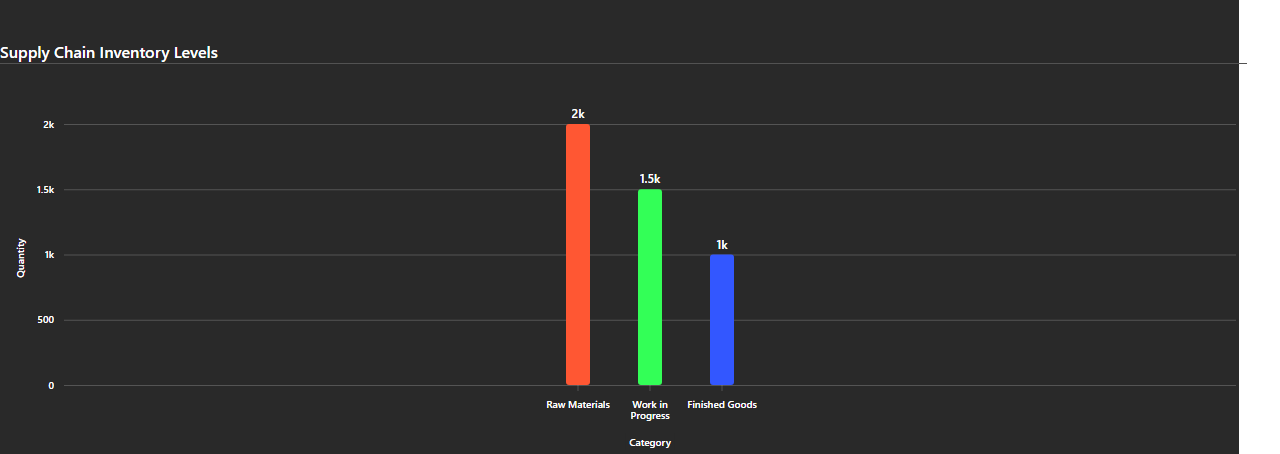 Supply Chain Inventory Levels
2k
1.5k
1k
2k
1.5k
1k
500
0
Quantity
Raw Materials
Work in
Progress
Finished Goods
Category